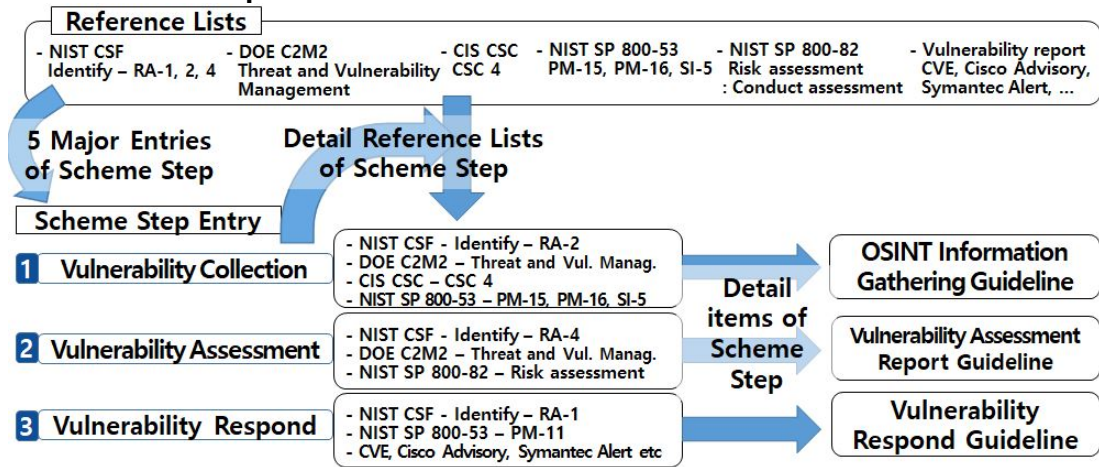 Reference Lists
- NIST CSF
Identify – RA-1, 2, 4
- DOE C2M2
Threat and Vulnerability
Management
- CIS CSC
CSC 4
- NIST SP 800-53
PM-15, PM-16, SI-5
- NIST SP 800-82
Risk assessment
: Conduct assessment
- Vulnerability report
CVE, Cisco Advisory,
Symantec Alert, ...
5 Major Entries
of Scheme Step
Detail Reference Lists
of Scheme Step
Scheme Step Entry
1 Vulnerability Collection
- NIST CSF - Identify – RA-2
- DOE C2M2 – Threat and Vul. Manag.
- CIS CSC – CSC 4
- NIST SP 800-53 – PM-15, PM-16, SI-5
OSINT Information
Gathering Guideline
Detail
items of
Scheme
Step
2 Vulnerability Assessment
- NIST CSF - Identify – RA-4
- DOE C2M2 – Threat and Vul. Manag.
- NIST SP 800-82 – Risk assessment
Vulnerability Assessment
Report Guideline
3 Vulnerability Respond
- NIST CSF - Identify – RA-1
- NIST SP 800-53 – PM-11
- CVE, Cisco Advisory, Symantec Alert etc
Vulnerability
Respond Guideline